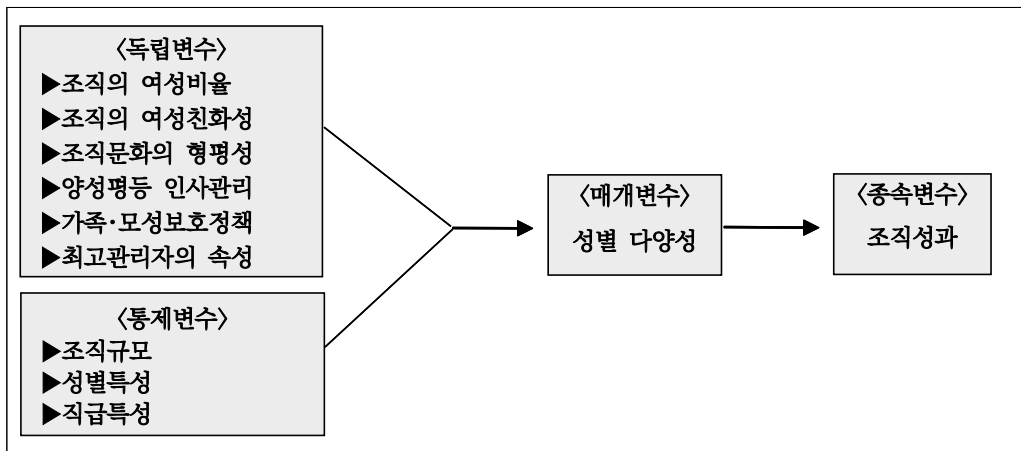 〈독립변수〉
▶조직의 여성비율
▶조직의 여성친화성
▶조직문화의 형평성
▶양성평등 인사관리
▶가족·모성보호정책
▶최고관리자의 속성
〈통제변수〉
▶조직규모
▶성별특성
▶직급특성
〈매개변수〉
성별 다양성
〈종속변수〉
조직성과